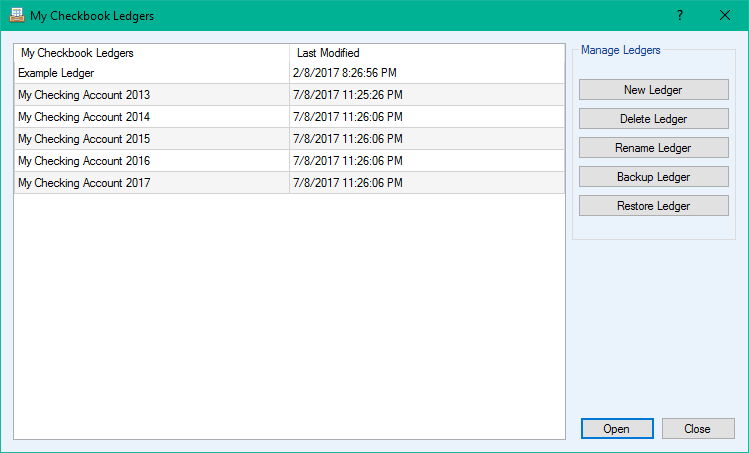 My Checkbook Ledgers
?
My Checkbook Ledgers Last Modified
Example Ledger 2/8/2017 8:26:56 PM
My Checking Account 2013 7/8/2017 11:25:26 PM
My Checking Account 2014 7/8/2017 11:26:06 PM
My Checking Account 2015 7/8/2017 11:26:06 PM
My Checking Account 2016 7/8/2017 11:26:06 PM
My Checking Account 2017 7/8/2017 11:26:06 PM
Manage Ledgers
New Ledger
Delete Ledger
Rename Ledger
Backup Ledger
Restore Ledger
Open Close